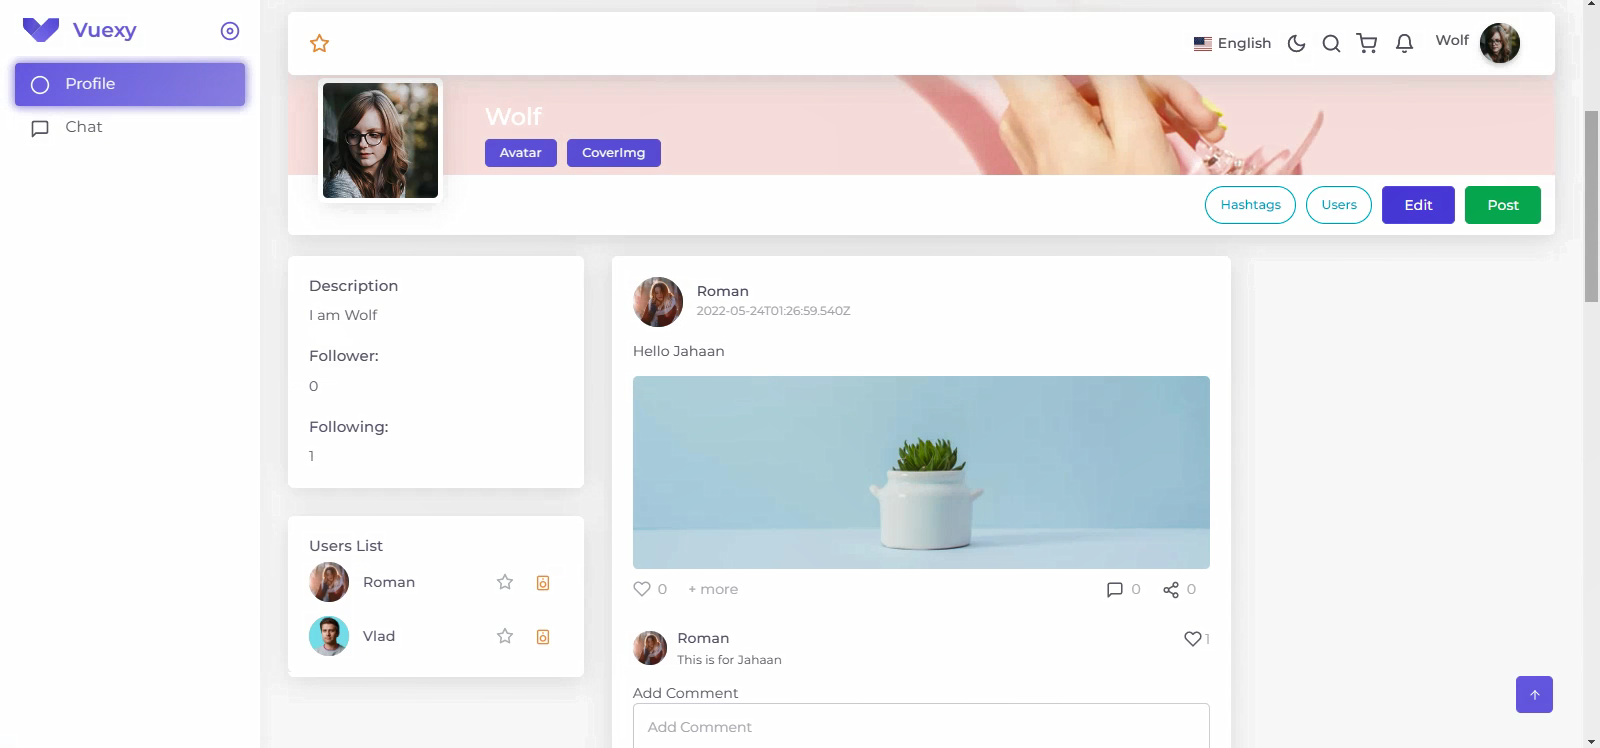 Vuexy
Profile
Chat
English
Wolf
Wolf
Avatar
CoverImg
Hashtags
Users
Edit
Post
Description
I am Wolf
Follower:
0
Following:
1
Users List
Roman
Vlad
Roman
2022-05-24T01:26:59.540Z
Hello Jahaan
0 + more 0 0
Roman
1
This is for Jahaan
Add Comment
Add Comment